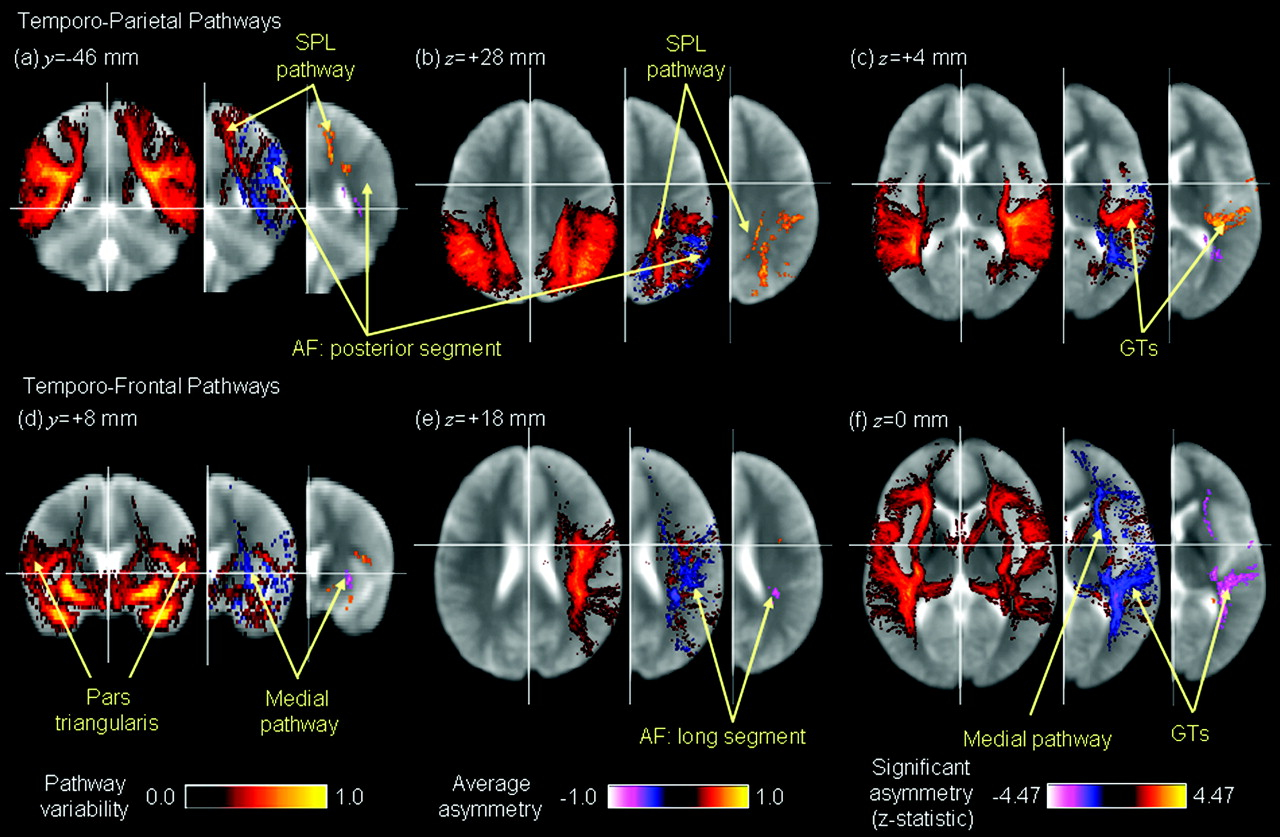 Temporo-Parietal Pathways
(a) y=-46 mm
SPL
pathway
(b) z=+28 mm
SPL
pathway
(c) z=+4 mm
AF: posterior segment
GTs
Temporo-Frontal Pathways
(d) y=+8 mm
(e) z=+18 mm
(f) z=0 mm
Pars
triangularis
Medial
pathway
AF: long segment
Medial pathway
GTs
Pathway
variability
0.0
1.0
Average
asymmetry
-1.0
1.0
Significant
asymmetry
(z-statistic)
-4.47
4.47